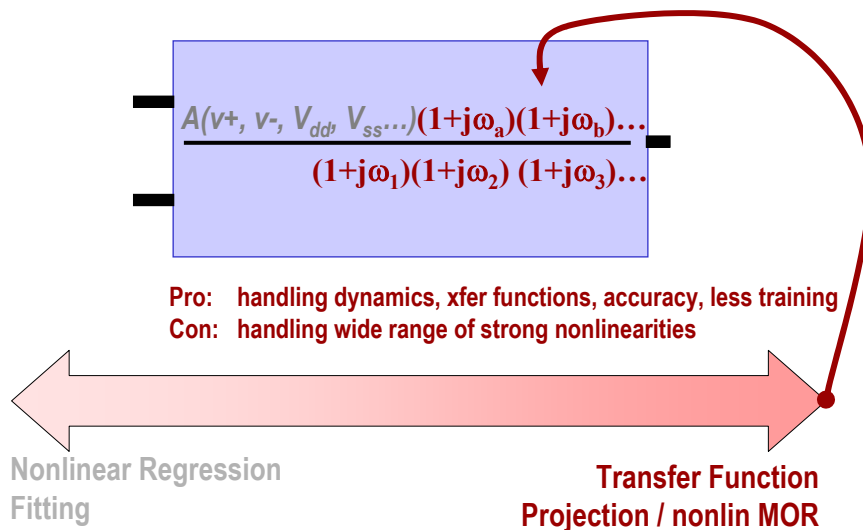 A(v+, v-, Vdd, Vss...)(1+jωa)(1+jωb)...
(1+jω1)(1+jω2) (1+jω3)...
Pro: handling dynamics, xfer functions, accuracy, less training
Con: handling wide range of strong nonlinearities
Nonlinear Regression
Fitting
Transfer Function
Projection / nonlin MOR